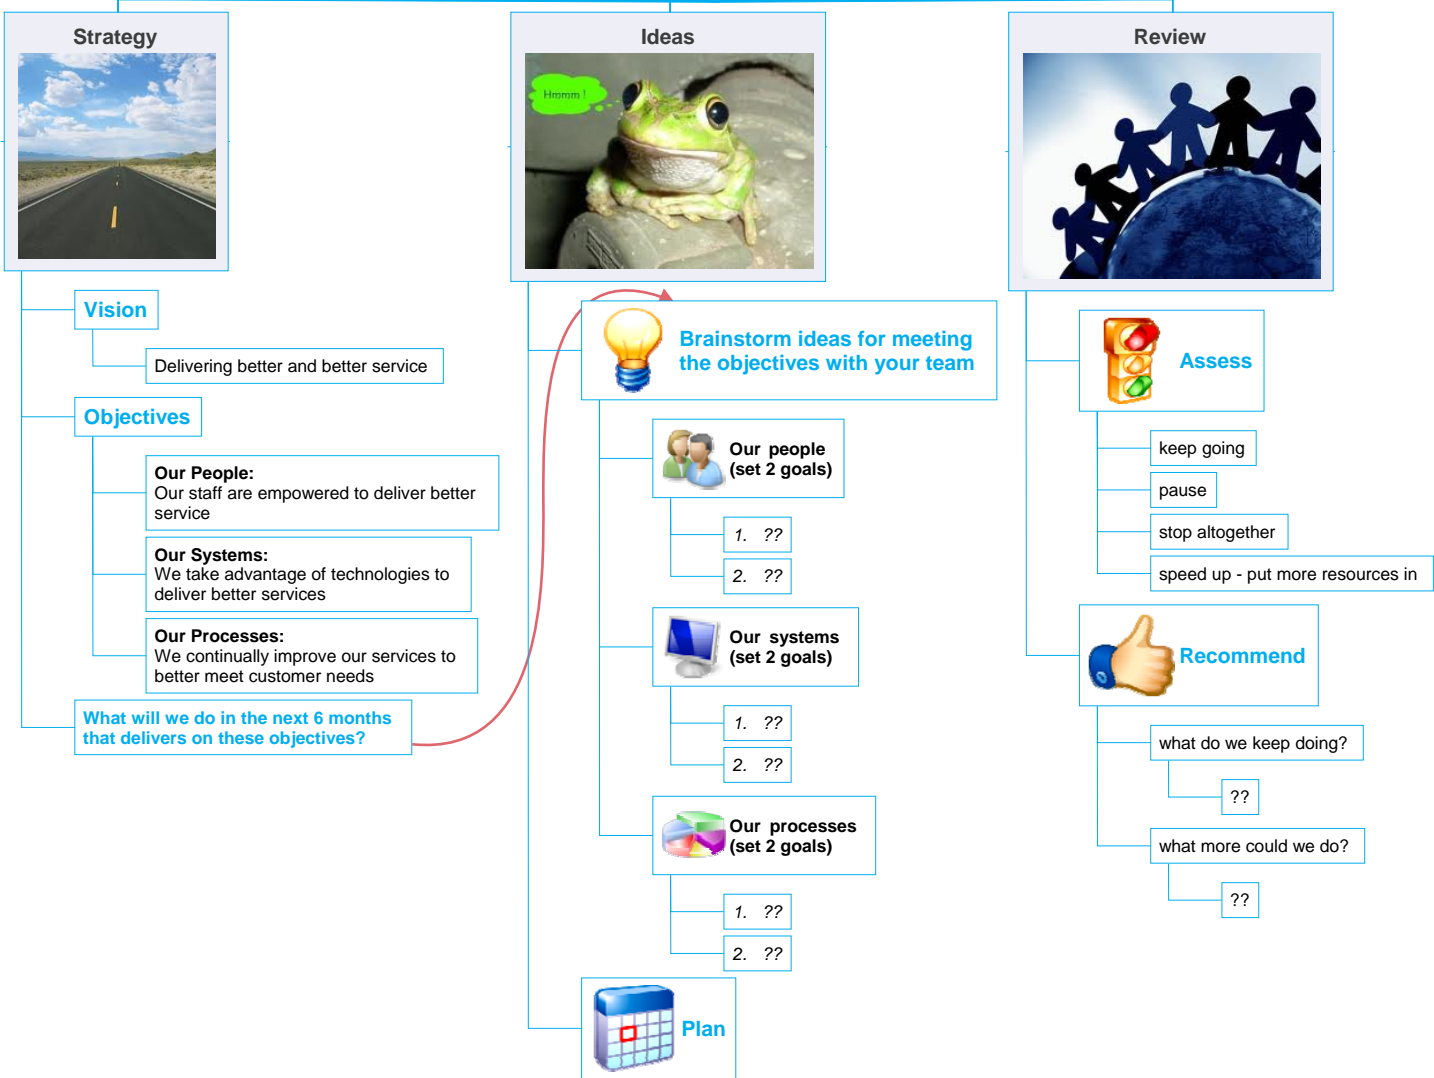 Strategy
Vision
Delivering better and better service
Objectives
Our People:
Our staff are empowered to deliver better
service
Our Systems:
We take advantage of technologies to
deliver better services
Our Processes:
We continually improve our services to
better meet customer needs
What will we do in the next 6 months
that delivers on these objectives?
Ideas
Hmmm !
Brainstorm ideas for meeting
the objectives with your team
Our people
(set 2 goals)
1. ??
2. ??
Our systems
(set 2 goals)
1. ??
2. ??
Our processes
(set 2 goals)
1. ??
2. ??
Plan
Review
Assess
keep going
pause
stop altogether
speed up - put more resources in
Recommend
what do we keep doing?
??
what more could we do?
??